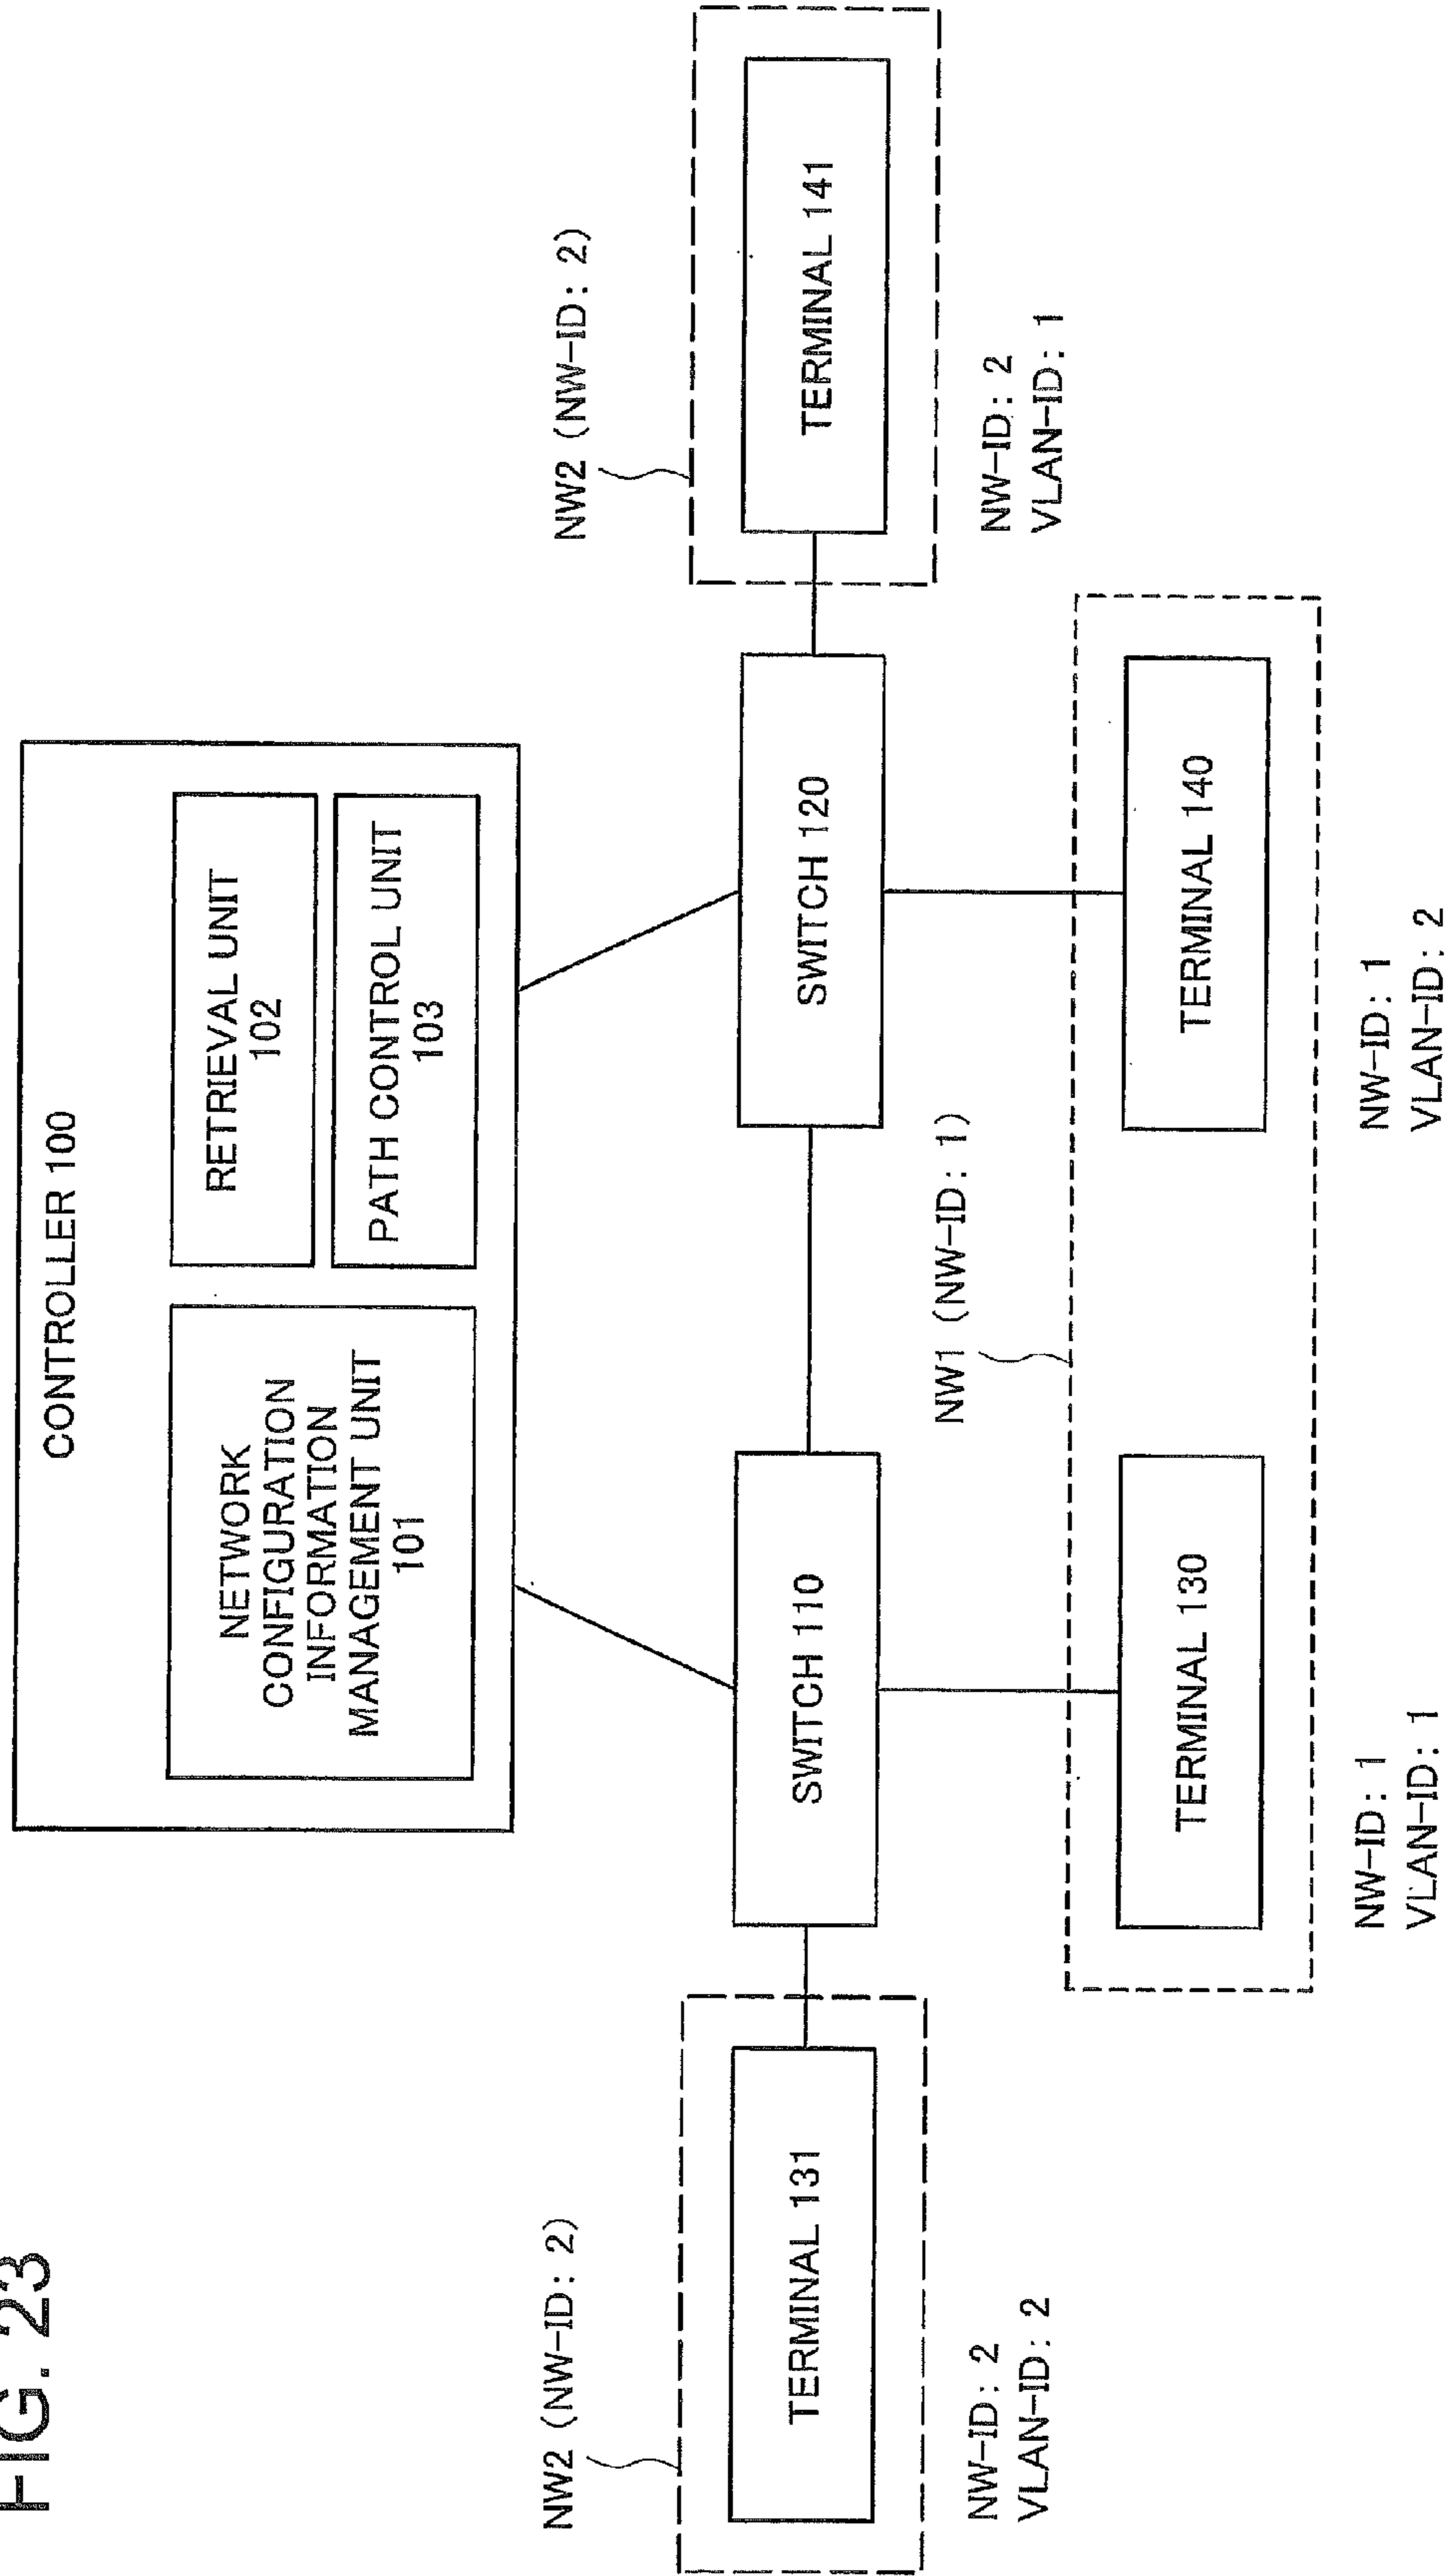 FIG. 23
CONTROLLER 100
NETWORK
CONFIGURATION
INFORMATION
MANAGEMENT UNIT
101
RETRIEVAL UNIT
102
PATH CONTROL UNIT
103
NW2 (NW-ID: 2)
TERMINAL 131
NW-ID: 2
VLAN-ID: 2
SWITCH 110
SWITCH 120
NW2 (NW-ID: 2)
TERMINAL 141
NW-ID: 2
VLAN-ID: 1
NW1 (NW-ID: 1)
TERMINAL 130
NW-ID: 1
VLAN-ID: 1
TERMINAL 140
NW-ID: 1
VLAN-ID: 2